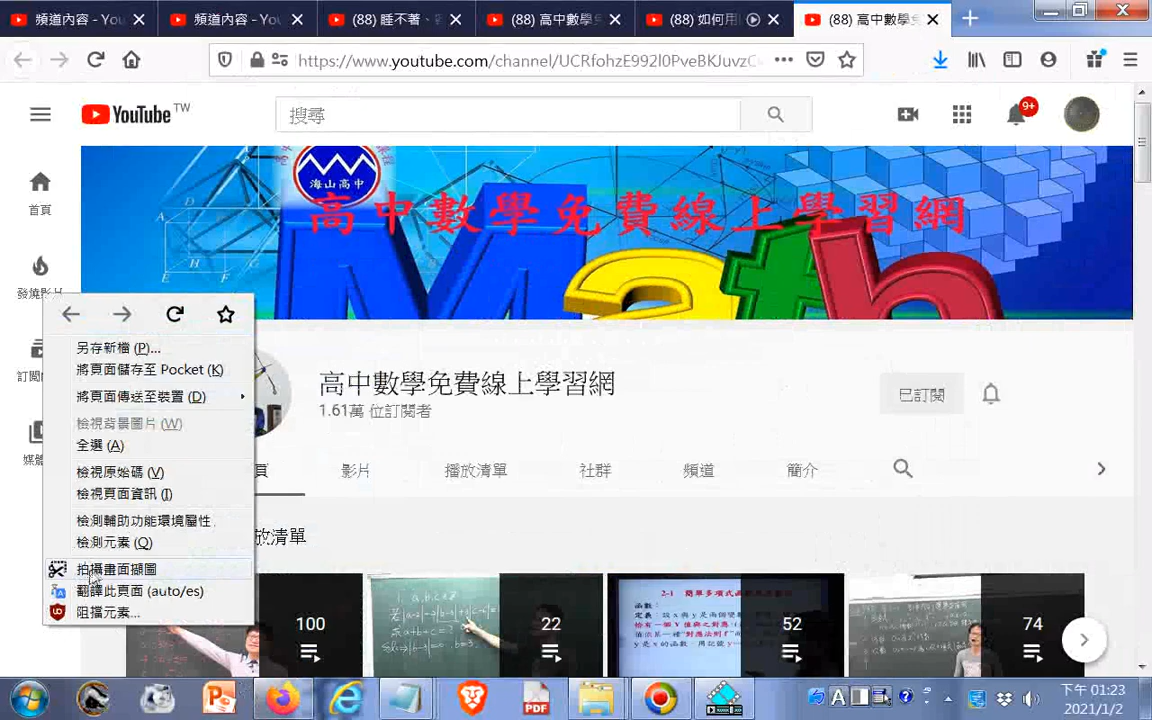 頻道內容 - You
頻道內容 - You
(88) 睡不著、
(88) 高中數學免
(88) 如何用
(88) 高中數學免
https://www.youtube.com/channel/UCRfohzE992l0PveBKJuvzC
YouTube TW
搜尋
9+
海山高中
高中數學免費線上學習網
Math
首頁
發燒影片
訂閱
媒體
另存新檔 (P)...
將頁面儲存至 Pocket (K)
將頁面傳送至裝置 (D)
檢視背景圖片 (W)
全選 (A)
檢視原始碼 (V)
檢視頁面資訊 (I)
檢測輔助功能環境屬性
檢測元素 (Q)
拍攝畫面擷圖
翻譯此頁面 (auto/es)
阻擋元素...
高中數學免費線上學習網
1.61萬 位訂閱者
已訂閱
頁
影片
播放清單
社群
頻道
簡介
放清單
100
22
52
74
2-1
函數：
PDF
下午 01:23
2021/1/2